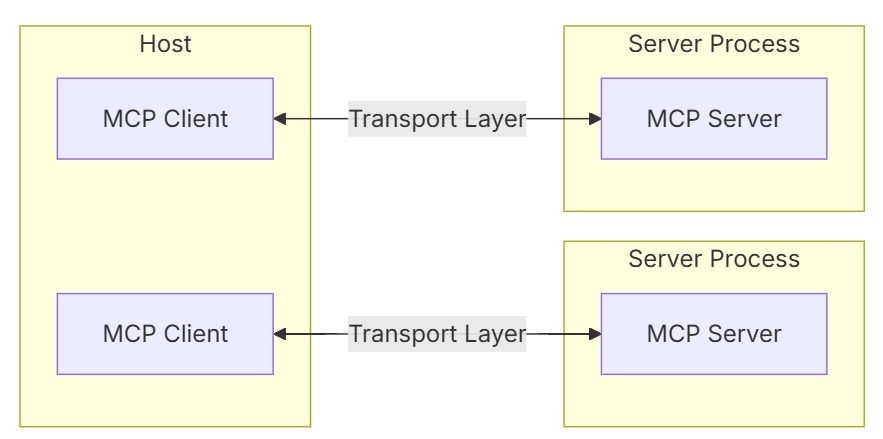 Host
Server Process
MCP Client
Transport Layer
MCP Server
Server Process
MCP Client
Transport Layer
MCP Server